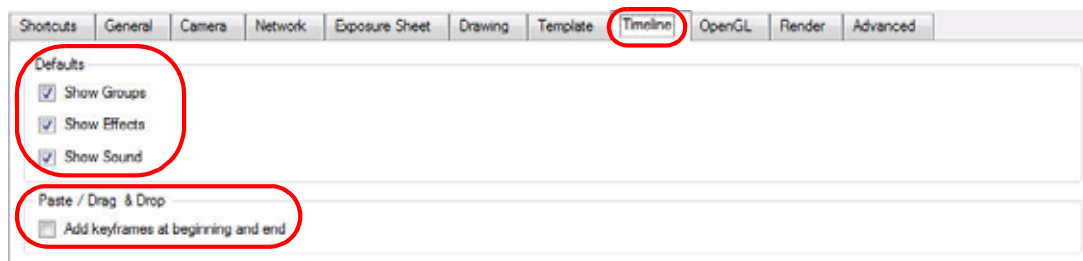 Shortcuts General Camera Network Exposure Sheet Drawing Template Timeline OpenGL Render Advanced
Defaults
Show Groups
Show Effects
Show Sound
Paste / Drag & Drop
Add keyframes at beginning and end